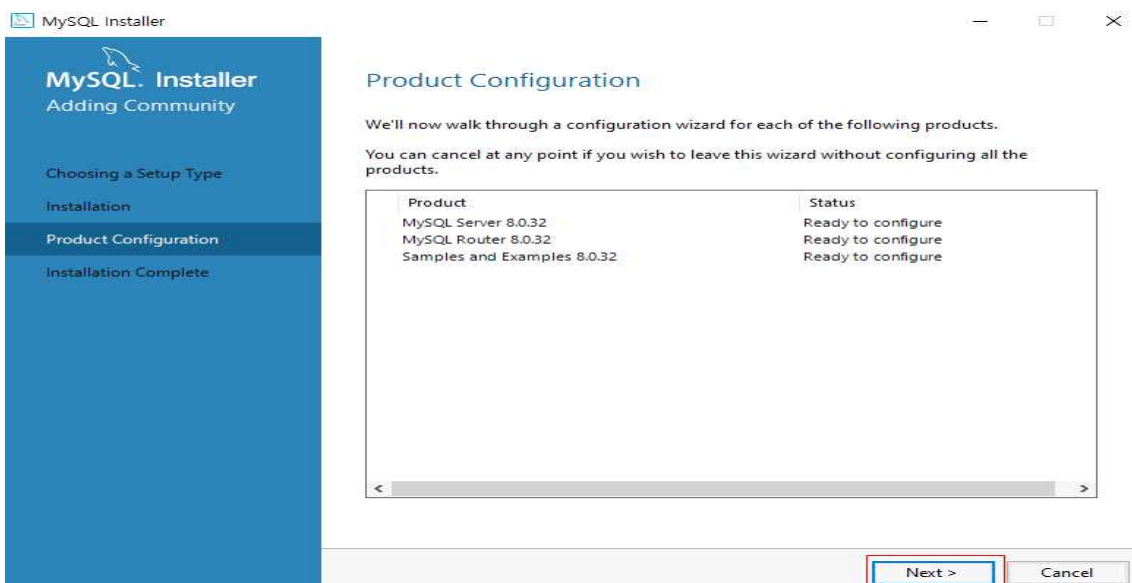 MySQL Installer
MySQL. Installer
Adding Community
Choosing a Setup Type
Installation
Product Configuration
Installation Complete
Product Configuration
We'll now walk through a configuration wizard for each of the following products.
You can cancel at any point if you wish to leave this wizard without configuring all the
products.
Product Status
MySQL Server 8.0.32 Ready to configure
MySQL Router 8.0.32 Ready to configure
Samples and Examples 8.0.32 Ready to configure
Next > Cancel